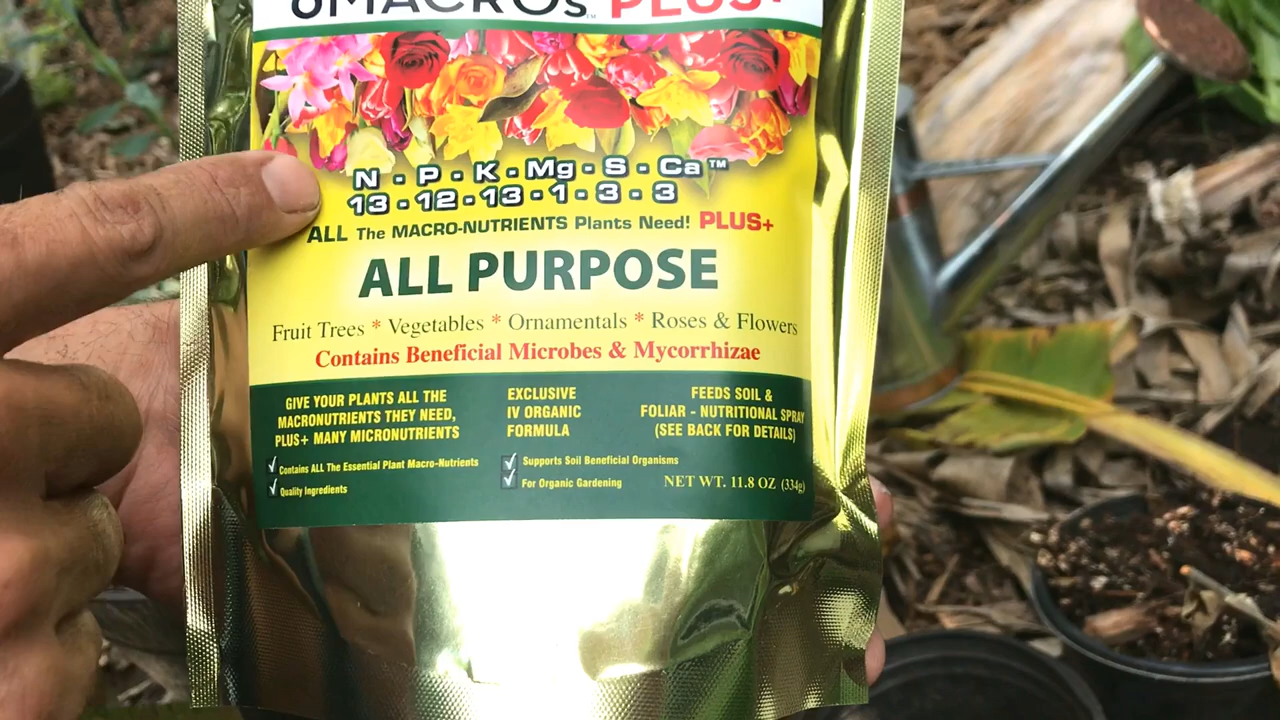 6MACROs™ PLUS+
N - P - K - Mg - S - Ca™
13 - 12 - 13 - 1 - 3 - 3
ALL The MACRO-NUTRIENTS Plants Need! PLUS+
ALL PURPOSE
Fruit Trees * Vegetables * Ornamentals * Roses & Flowers
Contains Beneficial Microbes & Mycorrhizae
GIVE YOUR PLANTS ALL THE
MACRONUTRIENTS THEY NEED,
PLUS+ MANY MICRONUTRIENTS
EXCLUSIVE
IV ORGANIC
FORMULA
FEEDS SOIL &
FOLIAR - NUTRITIONAL SPRAY
(SEE BACK FOR DETAILS)
Contains ALL The Essential Plant Macro-Nutrients
Quality Ingredients
Supports Soil Beneficial Organisms
For Organic Gardening
NET WT. 11.8 OZ (334g)